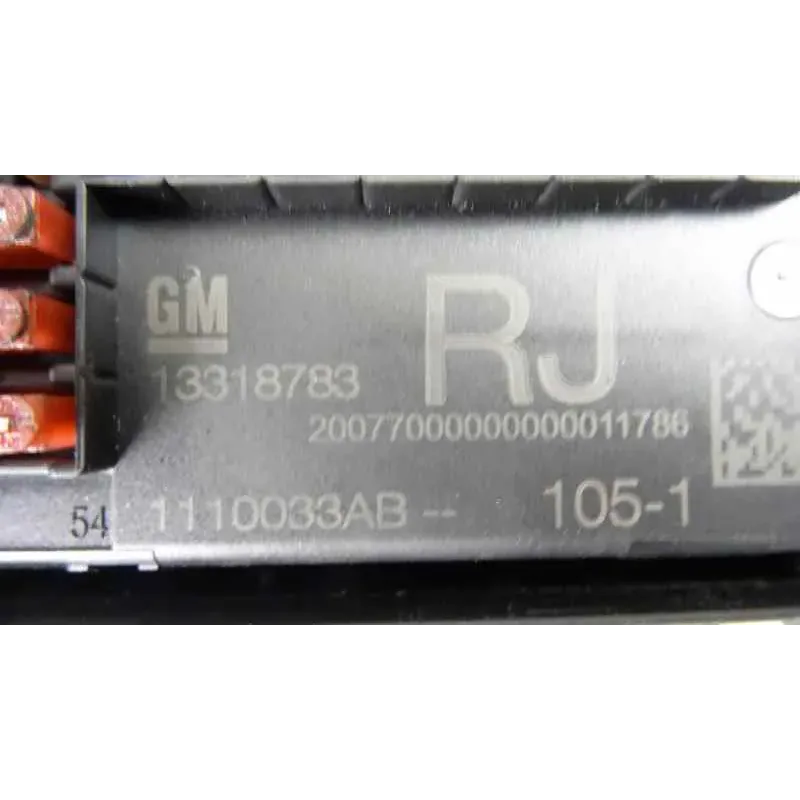 GM
RJ
13318783
20077000000000011786
1110033AB --
105-1
54